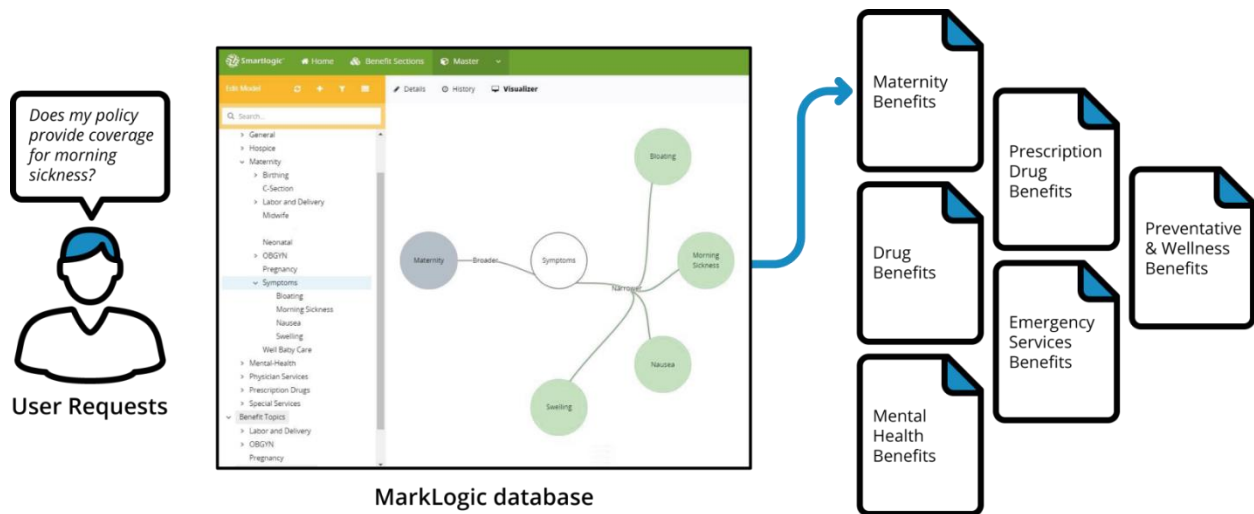 Does my policy
provide coverage
for morning
sickness?
User Requests
Smartlogic
Home
Benefit Sections
Master
Edit Model
Details
History
Visualizer
Search...
General
Hospice
Maternity
Birthing
C-Section
Labor and Delivery
Midwife
Neonatal
OBGYN
Pregnancy
Symptoms
Bloating
Morning Sickness
Nausea
Swelling
Well Baty Care
Mental-Health
Physician Services
Prescription Drugs
Special Services
Benefit Topics
Labor and Delivery
OBGYN
Pregnancy
Maternity
Broader
Symptoms
Narrower
Bloating
Morning
Sickness
Nausea
Swelling
MarkLogic database
Maternity
Benefits
Prescription
Drug
Benefits
Preventative
& Wellness
Benefits
Drug
Benefits
Emergency
Services
Benefits
Mental
Health
Benefits